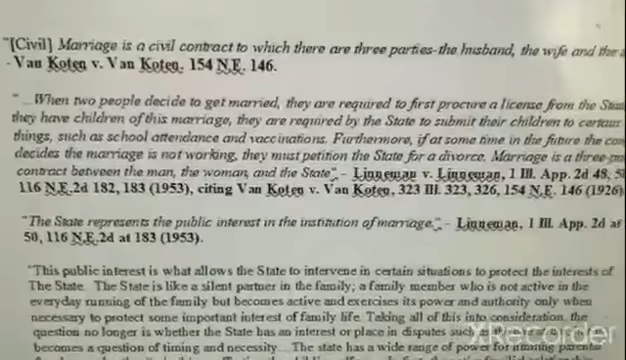 "[Civil] Marriage is a civil contract to which there are three parties-the husband, the wife and the
- Van Koten v. Van Koten. 154 N.E. 146.
"...When two people decide to get married, they are required to first procure a license from the State
they have children of this marriage, they are required by the State to submit their children to certain
things, such as school attendance and vaccinations. Furthermore, if at some time in the future the
decides the marriage is not working, they must petition the State for a divorce. Marriage is a
contract between the man, the woman, and the State". - Linneman v. Linneman, 1 Ill. App. 2d 48,
116 N.E.2d 182, 183 (1953), citing Van Koten v. Van Koten, 323 Ill. 323, 326, 154 N.E. 146 (1926)
"The State represents the public interest in the institution of marriage." - Linneman, 1 Ill. App. 2d at
50, 116 N.E.2d at 183 (1953).
"This public interest is what allows the State to intervene in certain situations to protect the interests of
The State. The State is like a silent partner in the family; a family member who is not active in the
everyday running of the family but becomes active and exercises its power and authority only when
necessary to protect some important interest of family life. Taking all of this into consideration, the
question no longer is whether the State has an interest or place in disputes such
becomes a question of timing and necessity... The state has a wide range of power for limiting parental
XRecorder